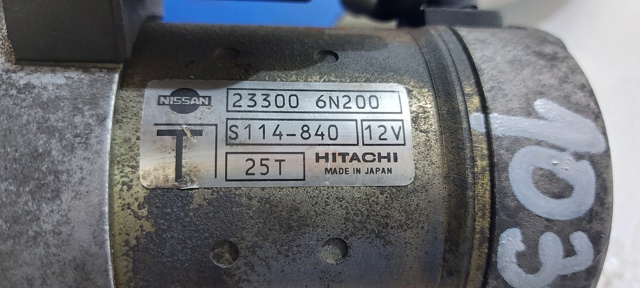 NISSAN 23300 6N200
T S114-840 12V
25T HITACHI
MADE IN JAPAN
103